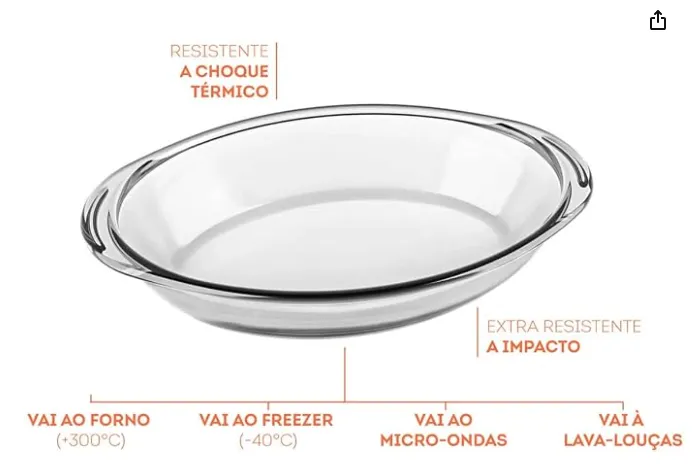 RESISTENTE
A CHOQUE
TÉRMICO
EXTRA RESISTENTE
A IMPACTO
VAI AO FORNO
(+300°C)
VAI AO FREEZER
(-40°C)
VAI AO
MICRO-ONDAS
VAI À
LAVA-LOUÇAS